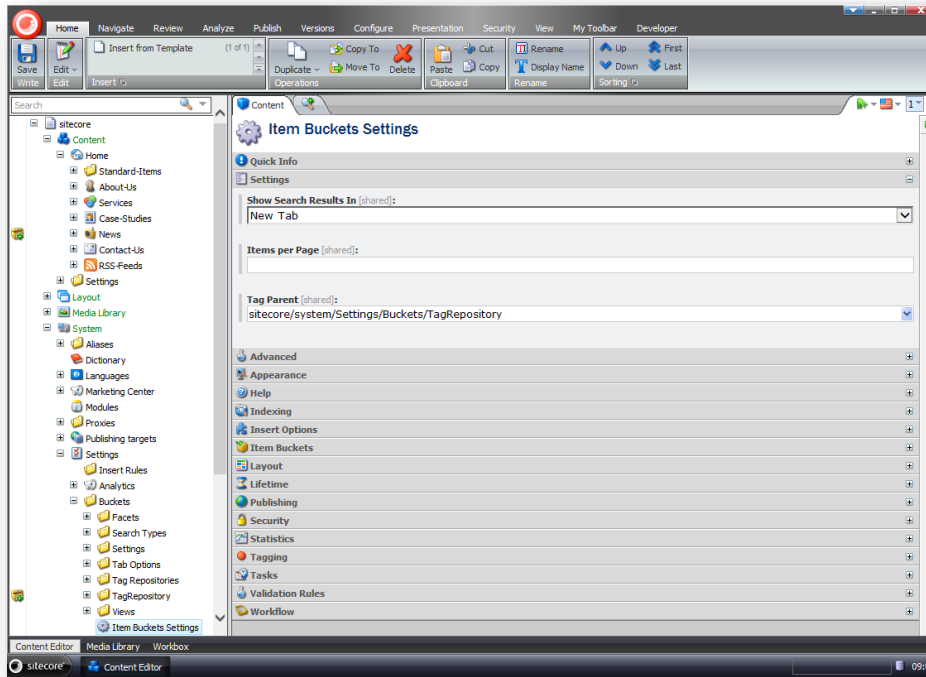 Home Navigate Review Analyze Publish Versions Configure Presentation Security View My Toolbar Developer
Save
Write
Edit
Edit
Insert from Template
(1 of 1)
Insert
Duplicate
Copy To
Move To
Delete
Operations
Paste
Cut
Copy
Clipboard
Rename
Display Name
Rename
Up
Down
First
Last
Sorting
Search
sitecore
Content
Home
Standard-Items
About-Us
Services
Case-Studies
News
Contact-Us
RSS-Feeds
Settings
Layout
Media Library
System
Aliases
Dictionary
Languages
Marketing Center
Modules
Proxies
Publishing targets
Settings
Insert Rules
Analytics
Buckets
Facets
Search Types
Settings
Tab Options
Tag Repositories
TagRepository
Views
Item Buckets Settings
Content
1
Item Buckets Settings
Quick Info
Settings
Show Search Results In [shared]:
New Tab
Items per Page [shared]:
Tag Parent [shared]:
sitecore/system/Settings/Buckets/TagRepository
Advanced
Appearance
Help
Indexing
Insert Options
Item Buckets
Layout
Lifetime
Publishing
Security
Statistics
Tagging
Tasks
Validation Rules
Workflow
Content Editor Media Library Workbox
sitecore Content Editor